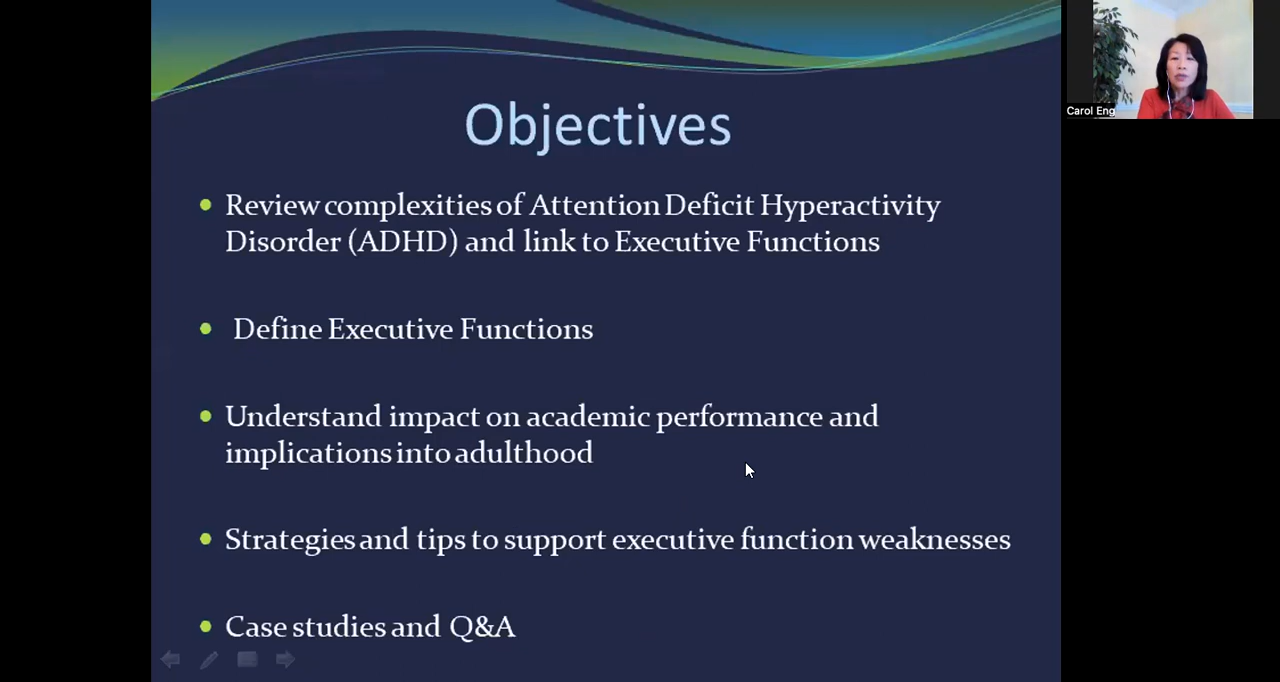 Objectives
Review complexities of Attention Deficit Hyperactivity
Disorder (ADHD) and link to Executive Functions
Define Executive Functions
Understand impact on academic performance and
implications into adulthood
Strategies and tips to support executive function weaknesses
Case studies and Q&A
Carol Eng